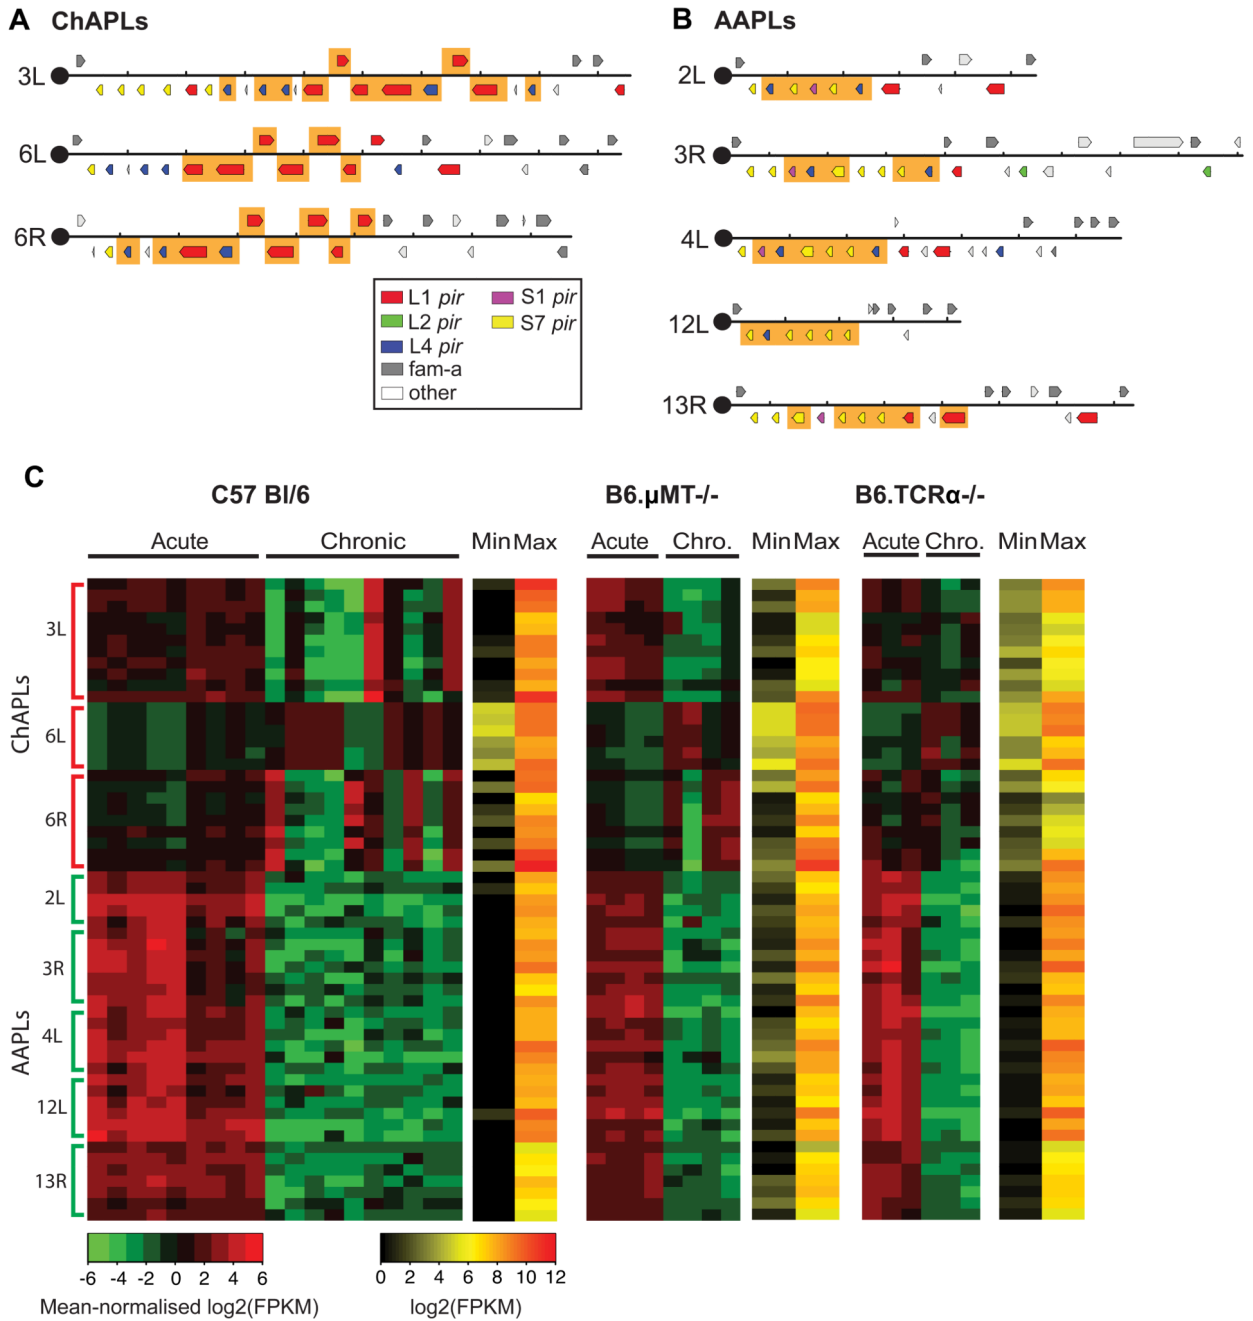 A ChAPLs
3L
6L
6R
L1 pir
L2 pir
L4 pir
fam-a
other
S1 pir
S7 pir
B AAPLs
2L
3R
4L
12L
13R
C
C57 Bl/6
B6.µMT-/-
B6.TCRα-/-
Acute Chronic Min Max Acute Chro. Min Max Acute Chro. Min Max
ChAPLs
3L
6L
6R
AAPLs
2L
3R
4L
12L
13R
-6 -4 -2 0 2 4 6
Mean-normalised log2(FPKM)
0 2 4 6 8 10 12
log2(FPKM)